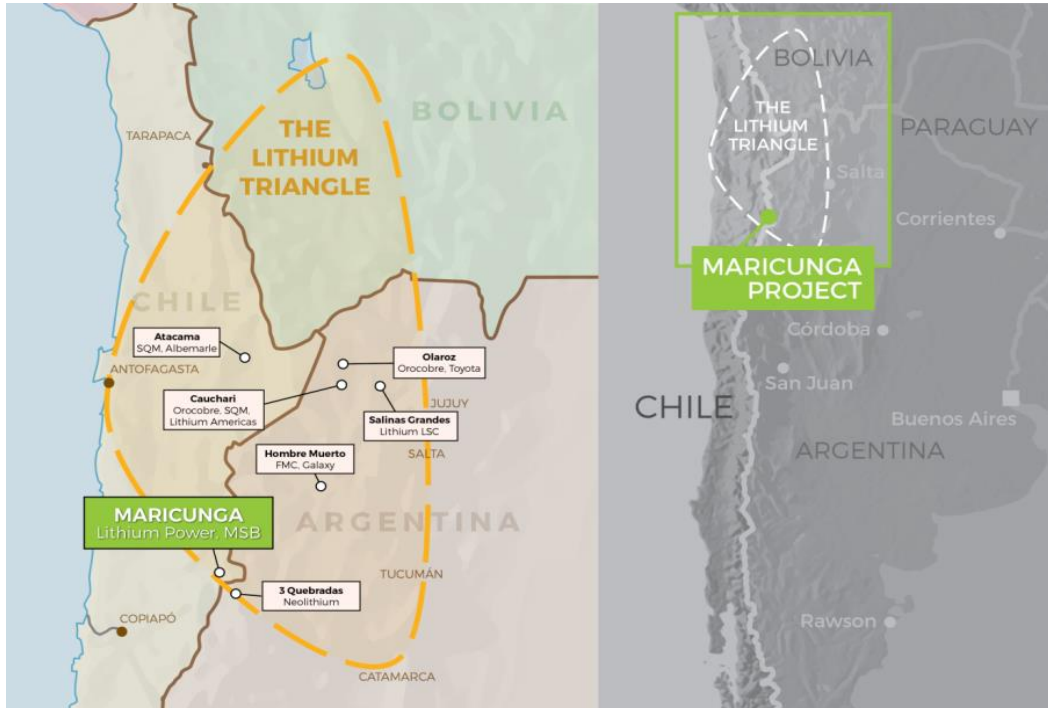 BOLIVIA
TARAPACA
THE
LITHIUM
TRIANGLE
CHILE
Atacama
SQM, Albemarle
ANTOFAGASTA
Olaroz
Orocobre, Toyota
Cauchari
Orocobre, SQM,
Lithium Americas
JUJUY
Salinas Grandes
Lithium LSC
SALTA
Hombre Muerto
FMC, Galaxy
MARICUNGA
Lithium Power, MSB
ARGENTINA
TUCUMÁN
3 Quebradas
Neolithium
COPIAPÓ
CATAMARCA
BOLIVIA
THE
LITHIUM
TRIANGLE
PARAGUAY
Salta
Corrientes
MARICUNGA
PROJECT
Córdoba
San Juan
CHILE
Buenos Aires
ARGENTINA
Rawson